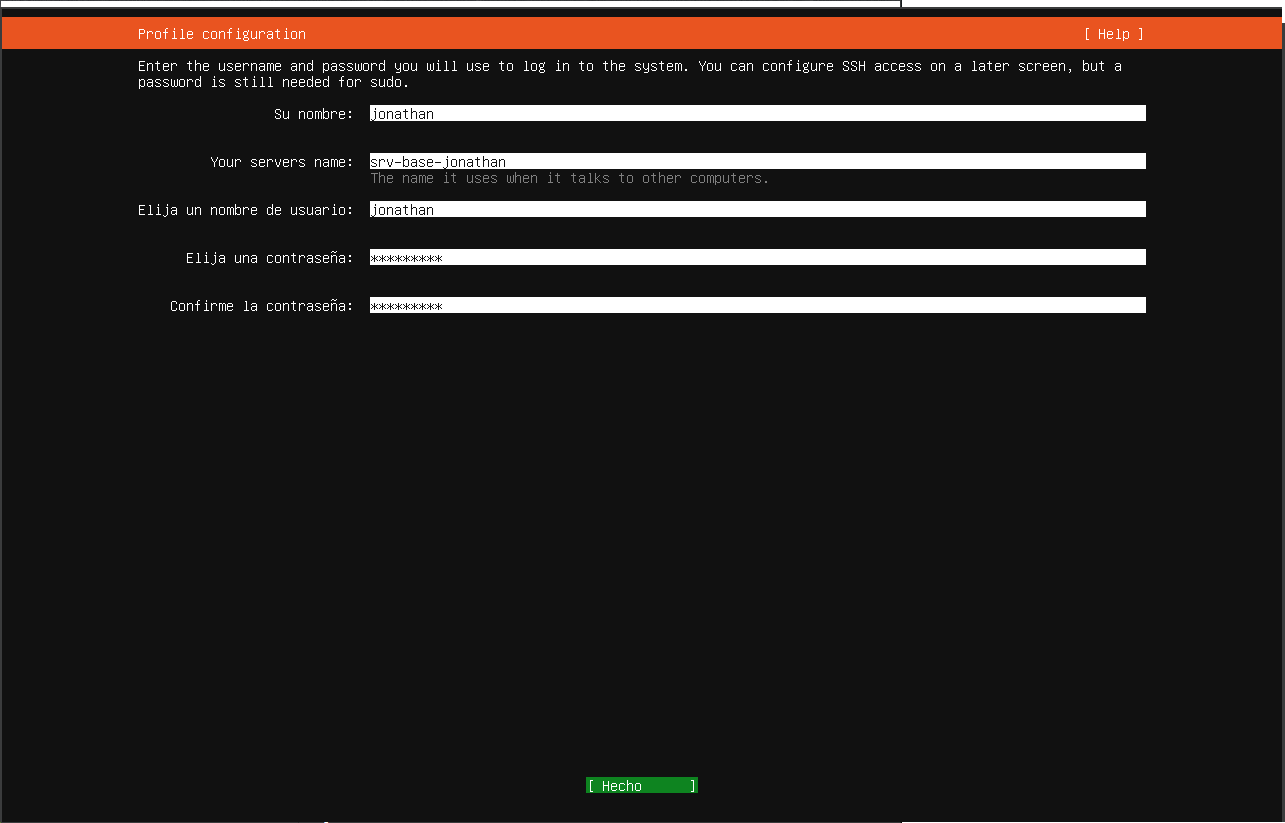 Profile configuration [ Help ]
Enter the username and password you will use to log in to the system. You can configure SSH access on a later screen, but a
password is still needed for sudo.
Su nombre: jonathan
Your servers name: srv-base-jonathan
The name it uses when it talks to other computers.
Elija un nombre de usuario: jonathan
Elija una contraseña: *********
Confirme la contraseña: *********
[ Hecho ]